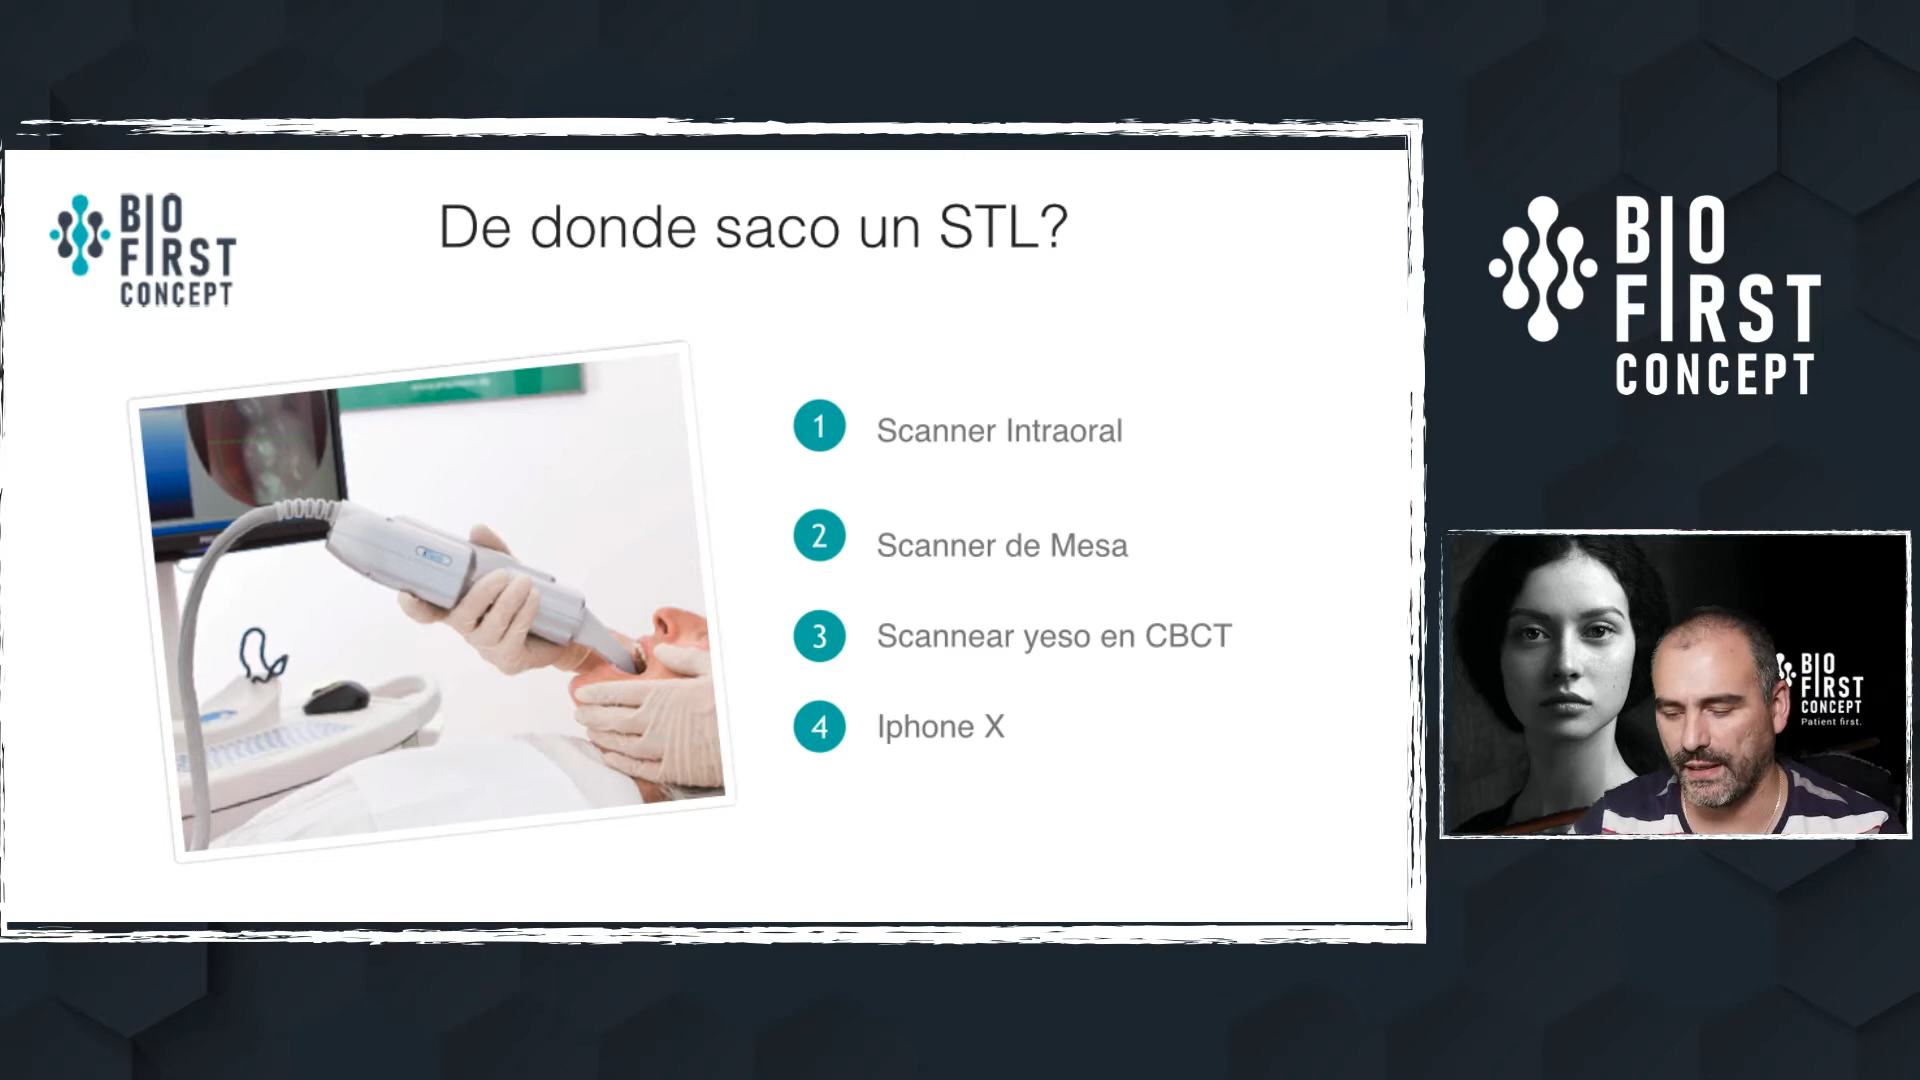 BIO
FIRST
CONCEPT
De donde saco un STL?
1 Scanner Intraoral
2 Scanner de Mesa
3 Scannear yeso en CBCT
4 Iphone X
BIO
FIRST
CONCEPT
BIO
FIRST
CONCEPT
Patient first.